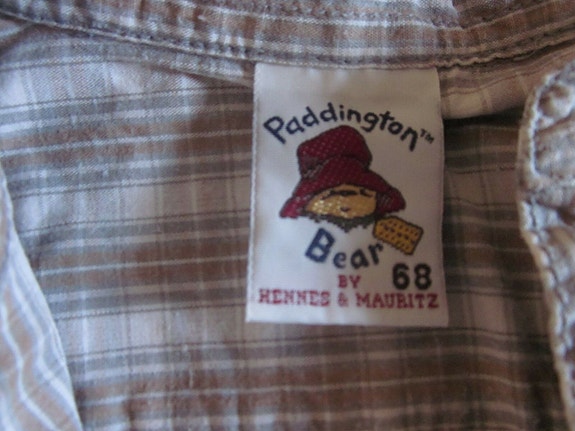 Paddington™
Bear
68
BY
HENNES & MAURITZ